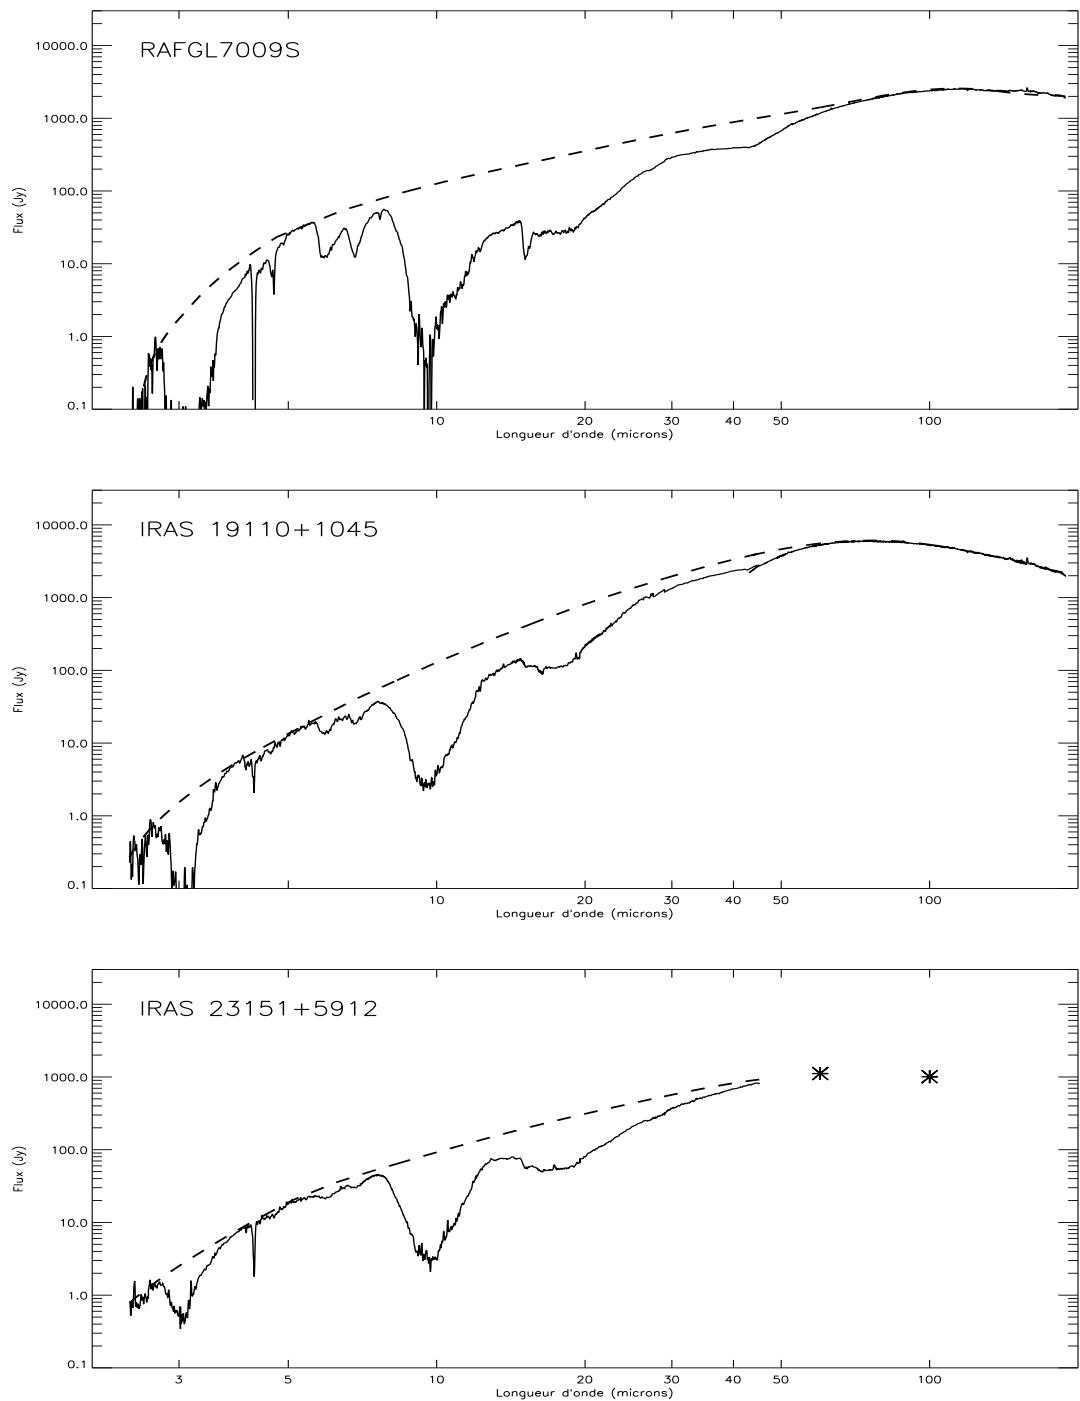 RAFGL7009S
10000.0
1000.0
100.0
10.0
1.0
0.1
Flux (Jy)
10 20 30 40 50 100
Longueur d'onde (microns)
IRAS 19110+1045
10000.0
1000.0
100.0
10.0
1.0
0.1
Flux (Jy)
10 20 30 40 50 100
Longueur d'onde (microns)
IRAS 23151+5912
10000.0
1000.0
100.0
10.0
1.0
0.1
Flux (Jy)
3 5 10 20 30 40 50 100
Longueur d'onde (microns)